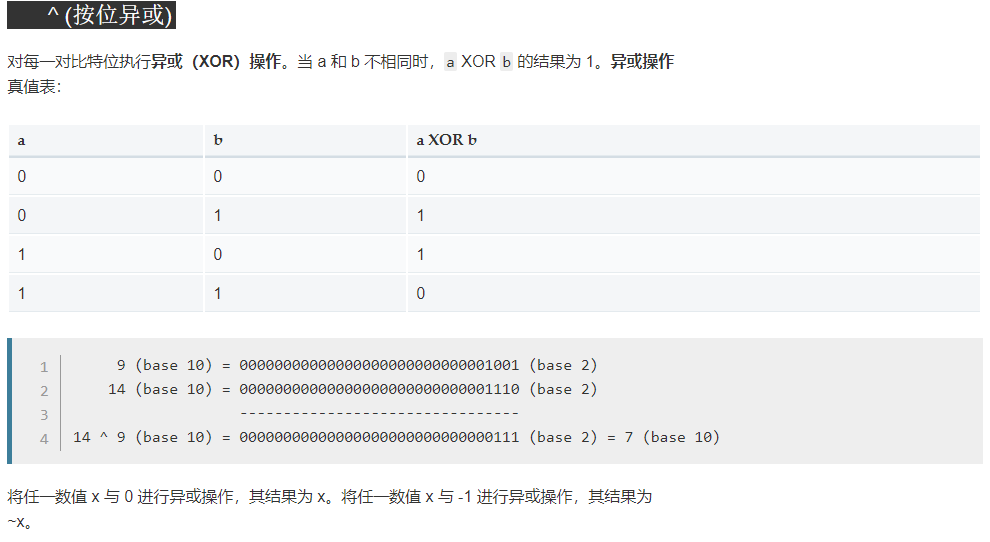 ^ (按位异或)
对每一对比特位执行异或（XOR）操作。当 a 和 b 不相同时，a XOR b 的结果为 1。异或操作
真值表：
a b a XOR b
0 0 0
0 1 1
1 0 1
1 1 0
1 9 (base 10) = 00000000000000000000000000001001 (base 2)
2 14 (base 10) = 00000000000000000000000000001110 (base 2)
3 --------------------------------
4 14 ^ 9 (base 10) = 00000000000000000000000000000111 (base 2) = 7 (base 10)
将任一数值 x 与 0 进行异或操作，其结果为 x。将任一数值 x 与 -1 进行异或操作，其结果为
~x。